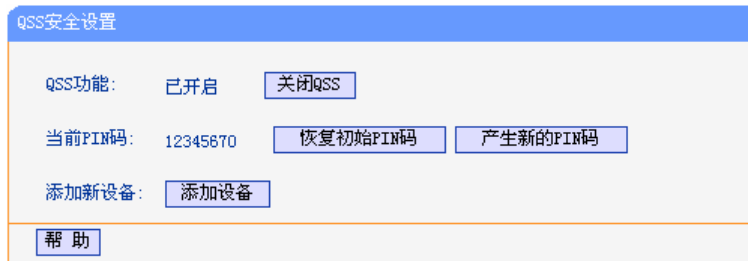 QSS安全设置
QSS功能: 已开启 关闭QSS
当前PIN码: 12345670 恢复初始PIN码 产生新的PIN码
添加新设备: 添加设备
帮 助